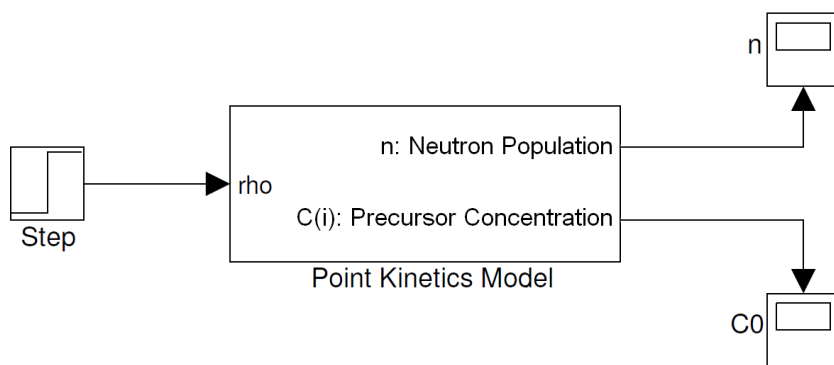 n
n: Neutron Population
rho
C(i): Precursor Concentration
Step
Point Kinetics Model
C0